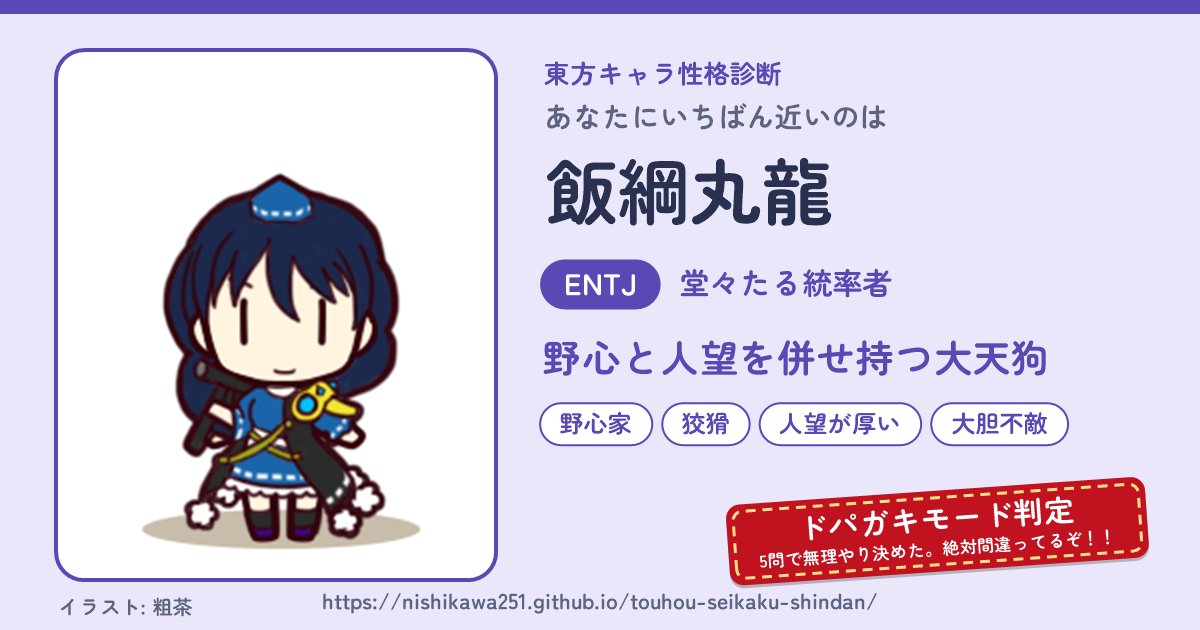 東方キャラ性格診断
あなたにいちばん近いのは
飯綱丸龍
ENTJ 堂々たる統率者
野心と人望を併せ持つ大天狗
野心家 狡猾 人望が厚い 大胆不敵
ドパガキモード判定
5問で無理やり決めた。絶対間違ってるぞ！！
イラスト: 粗茶
https://nishikawa251.github.io/touhou-seikaku-shindan/